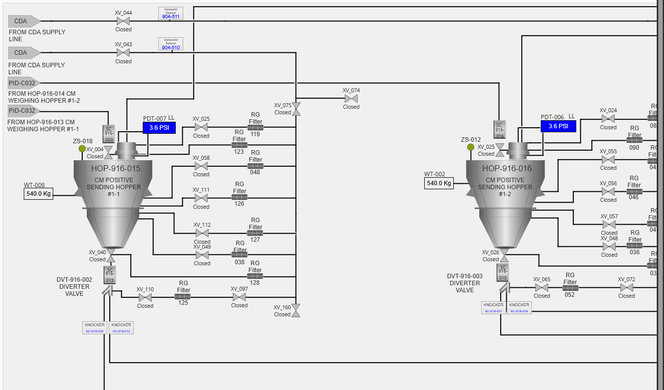 XV_044
904-511
CDA
Closed
FROM CDA SUPPLY
LINE
XV_043
904-510
CDA
Closed
FROM CDA SUPPLY
LINE
PID-C032
FROM HOP-916-014 CM
WEIGHING HOPPER #1-2
PID-C032
FROM HOP-916-013 CM
WEIGHING HOPPER #1-1
XV_074
Closed
XV_075
Closed
PDT-007 LL
3.6 PSI
ZS-018
XV_004
Closed
HOP-916-015
CM POSITIVE
SENDING HOPPER
#1-1
WT-008
540.0 Kg
XV_025
Closed
RG
Filter
119
123
XV_058
Closed
RG
Filter
048
XV_111
Closed
RG
Filter
126
XV_112
Closed
RG
Filter
127
XV_049
Closed
RG
Filter
038
RG
Filter
128
XV_040
Closed
DVT-916-002
DIVERTER
VALVE
XV_110
Closed
RG
Filter
125
XV_097
Closed
XV_160
Closed
KNOCKER
KNOCKER
PDT-006 LL
3.6 PSI
ZS-012
XV_025
Closed
HOP-916-016
CM POSITIVE
SENDING HOPPER
#1-2
WT-002
540.0 Kg
XV_024
Closed
RG
Filter
090
XV_055
Closed
XV_056
Closed
RG
Filter
046
XV_057
Closed
XV_048
Closed
RG
Filter
036
XV_026
Closed
DVT-916-003
DIVERTER
VALVE
XV_065
Closed
RG
Filter
052
XV_072
Closed
KNOCKER
KNOCKER